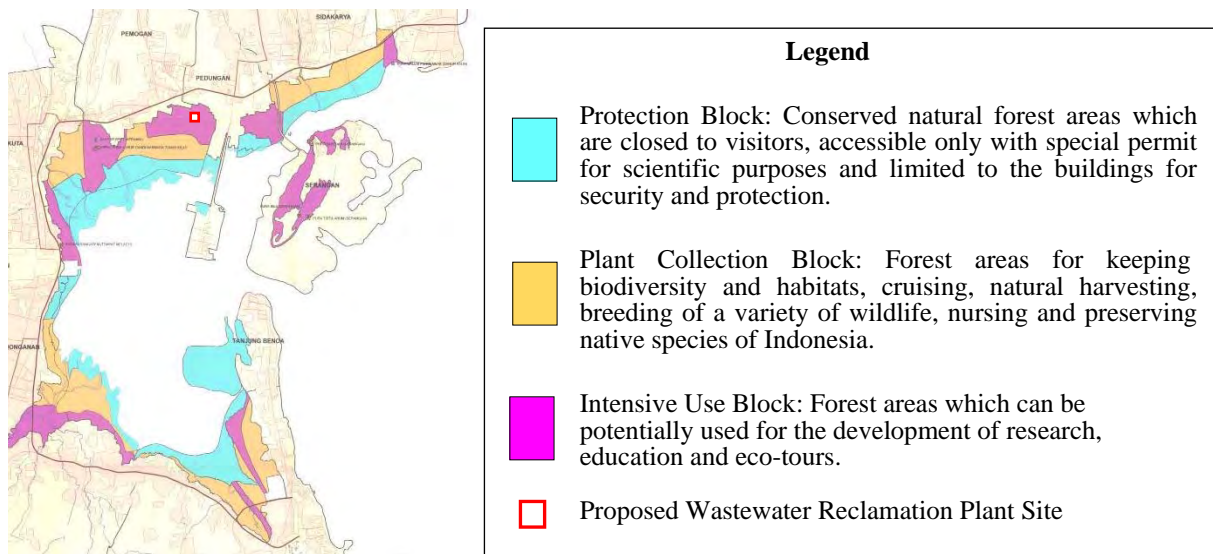 SIDAKARYA
PEMOGAN
PEDUNGAN
KUTA
SERANGAN
TANJUNG BENOA
Legend
Protection Block: Conserved natural forest areas which
are closed to visitors, accessible only with special permit
for scientific purposes and limited to the buildings for
security and protection.
Plant Collection Block: Forest areas for keeping
biodiversity and habitats, cruising, natural harvesting,
breeding of a variety of wildlife, nursing and preserving
native species of Indonesia.
Intensive Use Block: Forest areas which can be
potentially used for the development of research,
education and eco-tours.
Proposed Wastewater Reclamation Plant Site